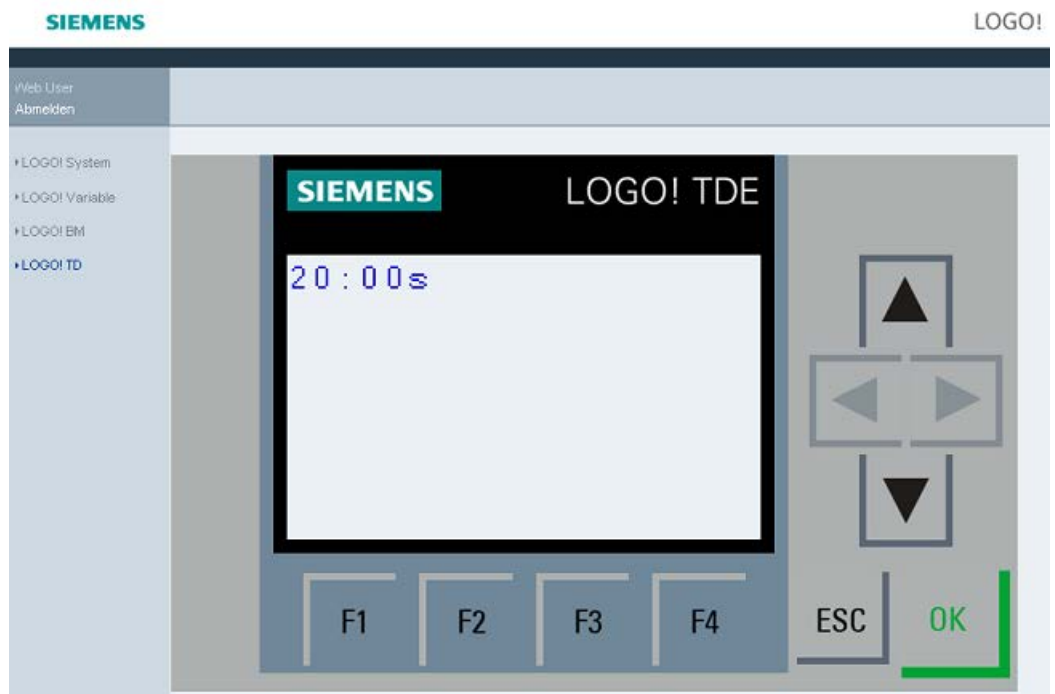 SIEMENS LOGO!
Web User
Abmelden
LOGO! System
LOGO! Variable
LOGO! BM
LOGO! TD
SIEMENS LOGO! TDE
20:00s
F1 F2 F3 F4 ESC OK